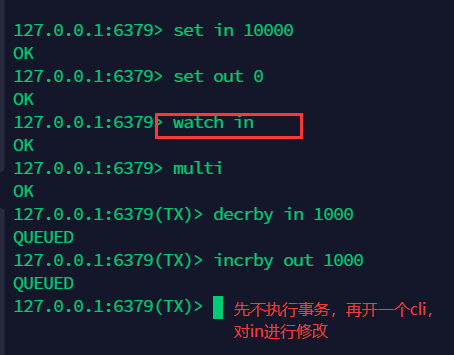 127.0.0.1:6379> set in 10000
OK
127.0.0.1:6379> set out 0
OK
127.0.0.1:6379> watch in
OK
127.0.0.1:6379> multi
OK
127.0.0.1:6379(TX)> decrby in 1000
QUEUED
127.0.0.1:6379(TX)> incrby out 1000
QUEUED
127.0.0.1:6379(TX)>
先不执行事务，再开一个cli，
对in进行修改